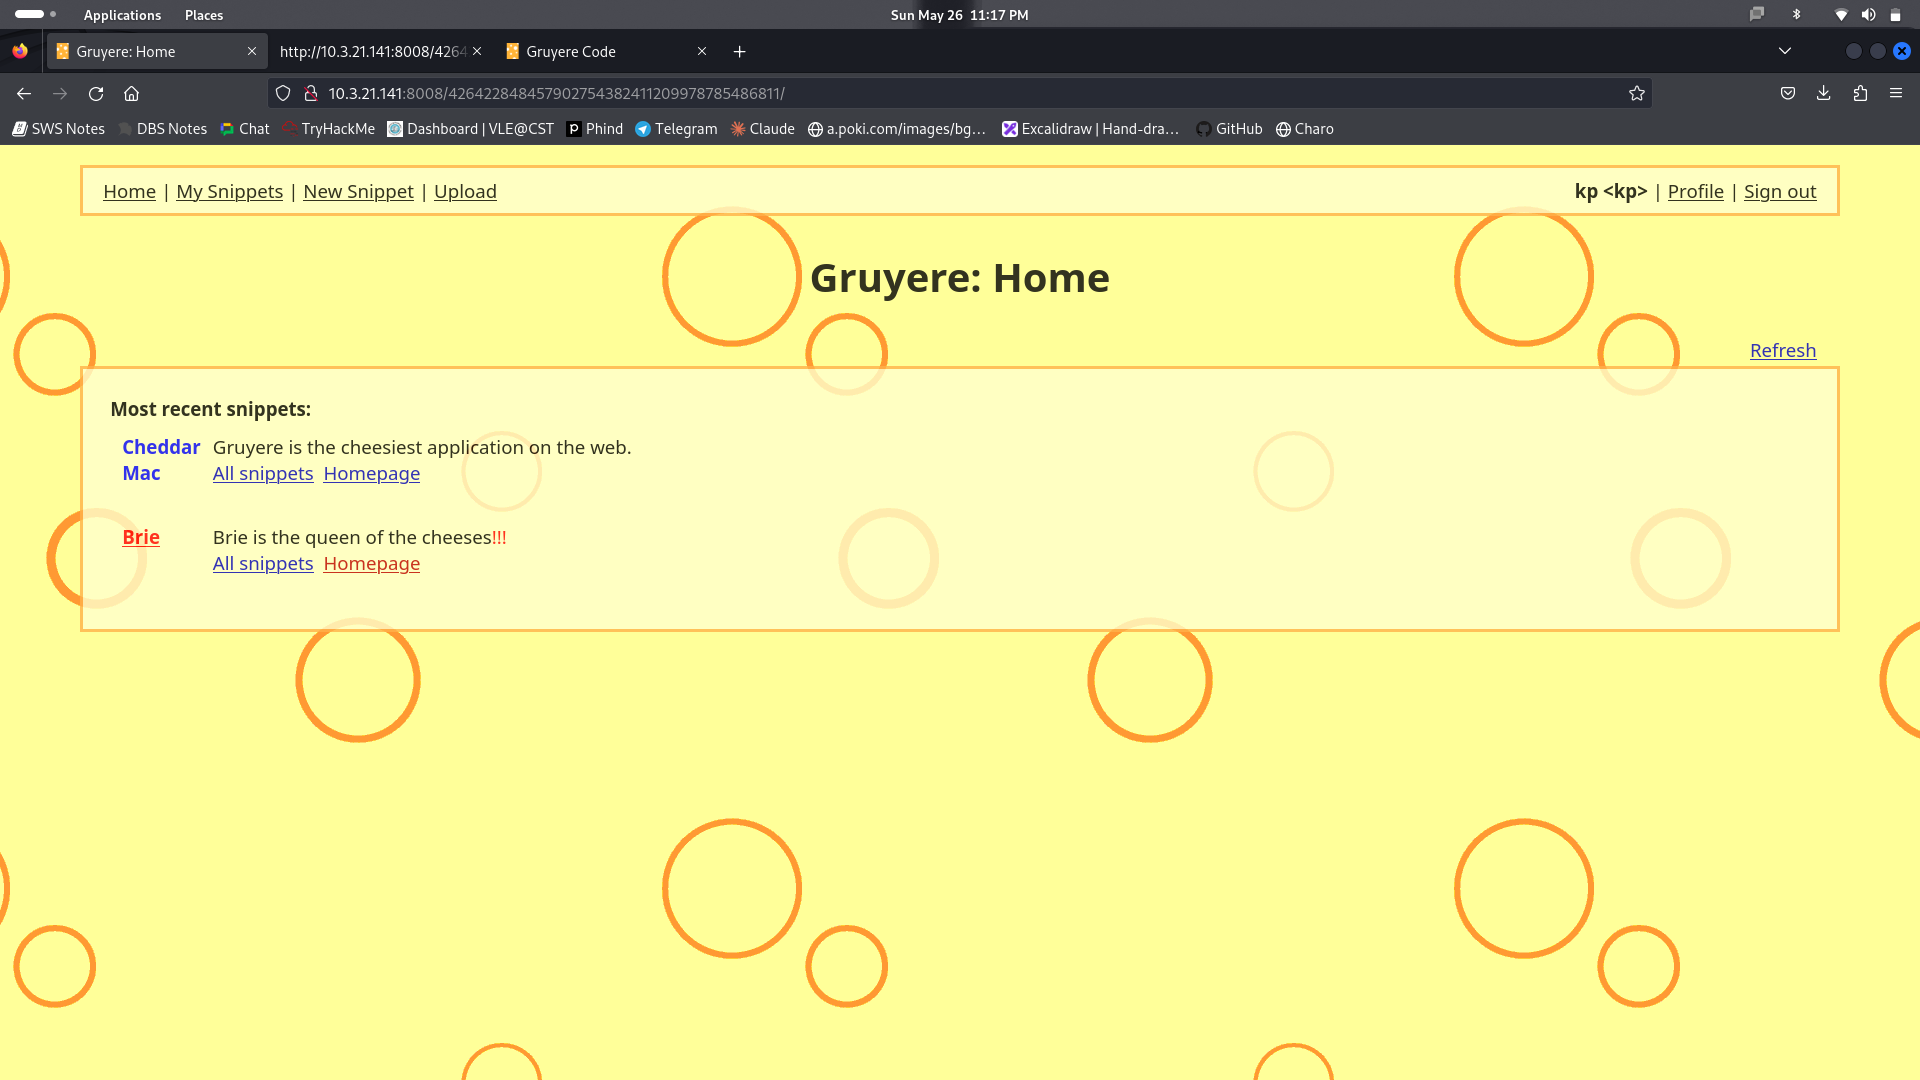 Applications Places Sun May 26 11:17 PM
Gruyere: Home http://10.3.21.141:8008/4264 Gruyere Code
10.3.21.141:8008/426422848457902754382411209978785486811/
SWS Notes DBS Notes Chat TryHackMe Dashboard | VLE@CST Phind Telegram Claude a.poki.com/images/bg... Excalidraw | Hand-dra... GitHub Charo
Home | My Snippets | New Snippet | Upload kp <kp> | Profile | Sign out
Gruyere: Home
Refresh
Most recent snippets:
Cheddar Gruyere is the cheesiest application on the web.
Mac All snippets Homepage
Brie Brie is the queen of the cheeses!!!
All snippets Homepage